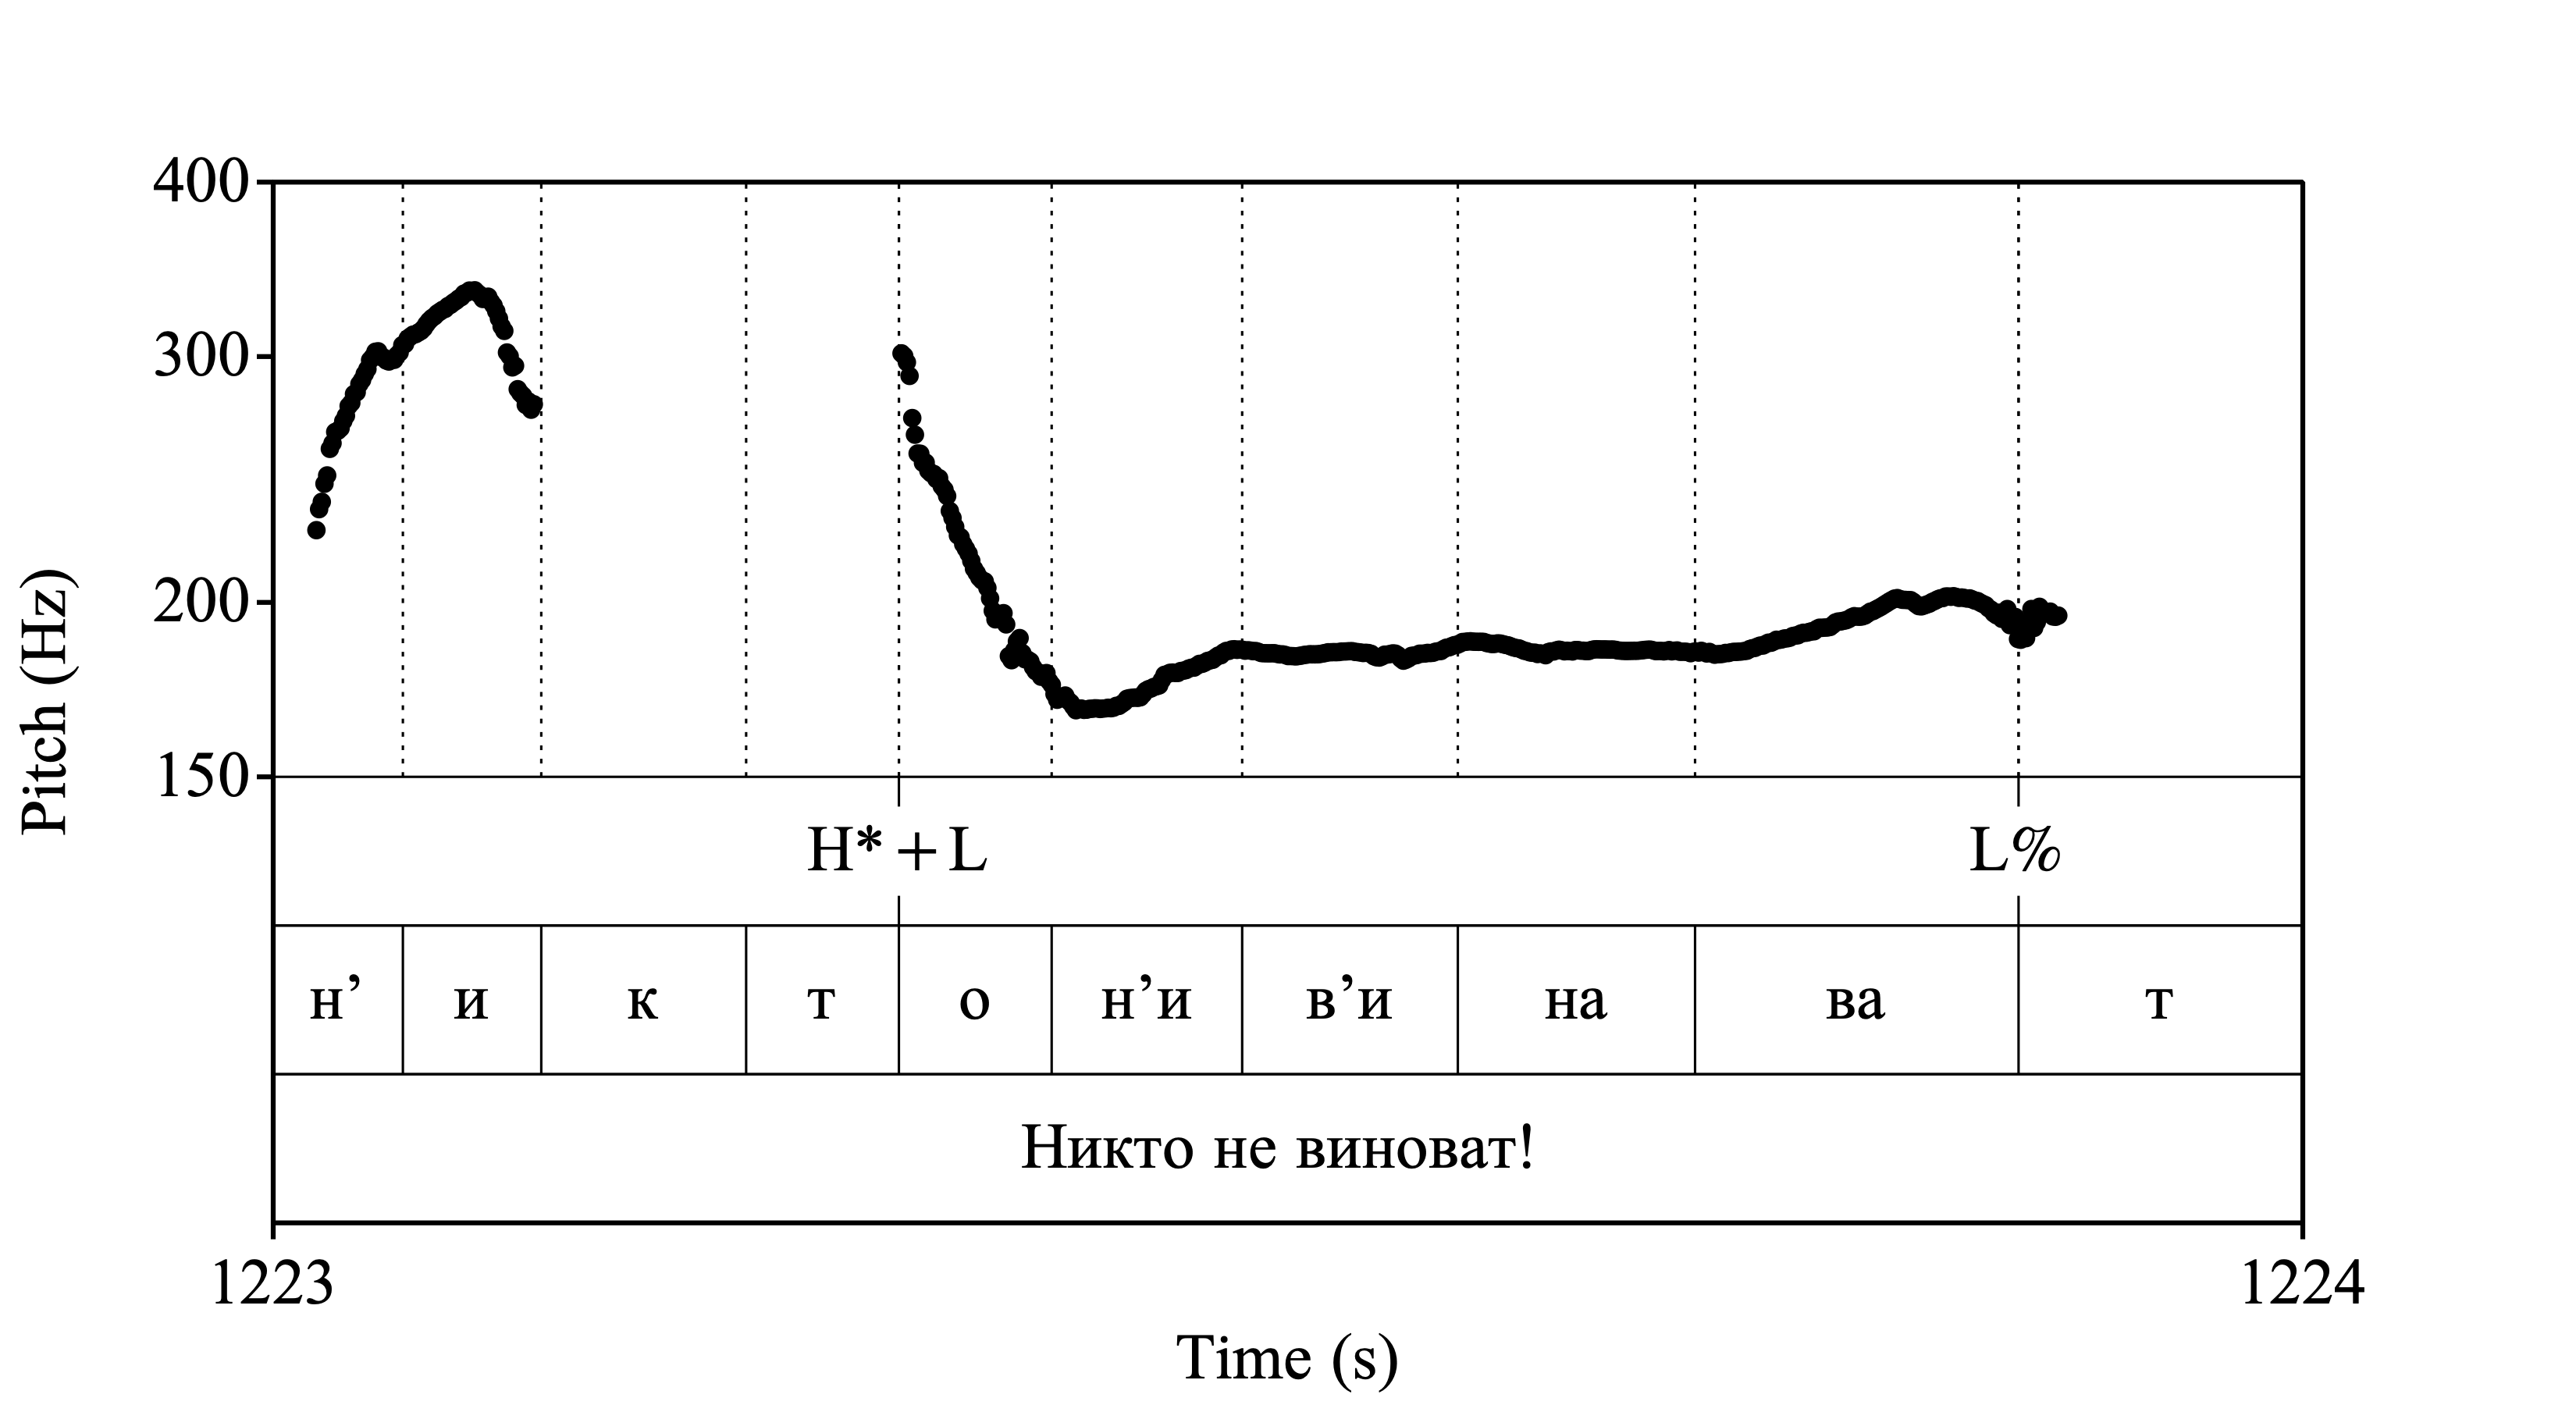 400
300
200
150
Pitch (Hz)
H*+L L%
н’ и к т о н’и в’и на ва т
Никто не виноват!
1223 1224
Time (s)